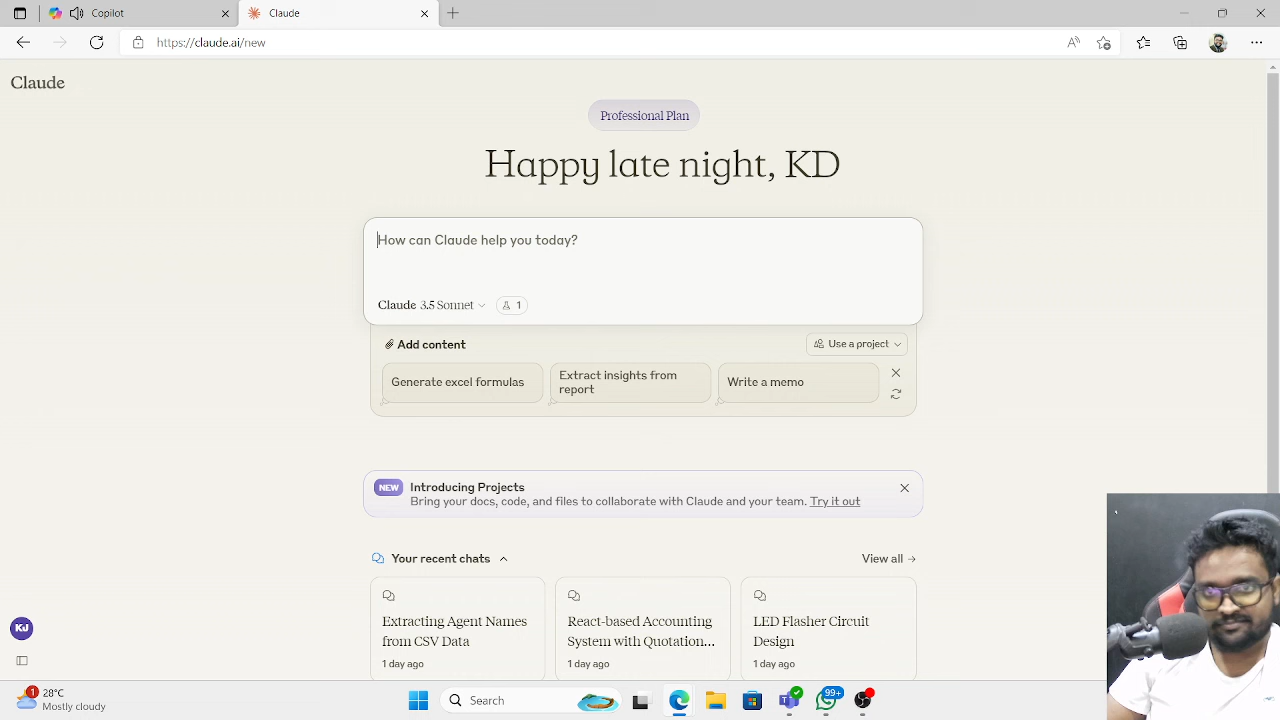 Copilot
Claude
https://claude.ai/new
Claude
Professional Plan
Happy late night, KD
How can Claude help you today?
Claude 3.5 Sonnet
1
Add content
Use a project
Generate excel formulas
Extract insights from
report
Write a memo
NEW
Introducing Projects
Bring your docs, code, and files to collaborate with Claude and your team. Try it out
Your recent chats
View all →
Extracting Agent Names
from CSV Data
1 day ago
React-based Accounting
System with Quotation...
1 day ago
LED Flasher Circuit
Design
1 day ago
KJ
1
28°C
Mostly cloudy
Search
99+